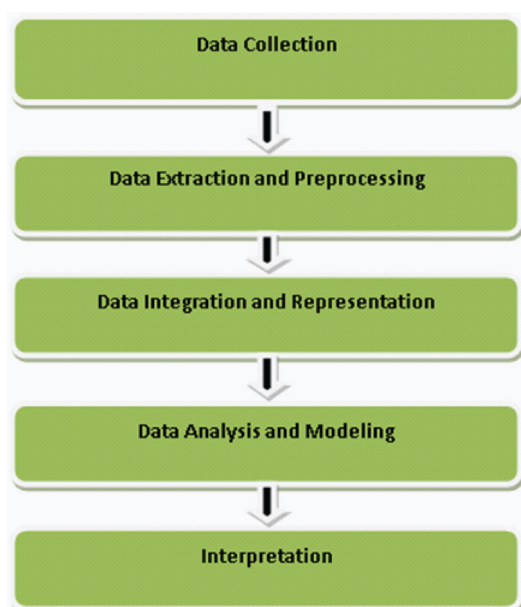 Data Collection
Data Extraction and Preprocessing
Data Integration and Representation
Data Analysis and Modeling
Interpretation